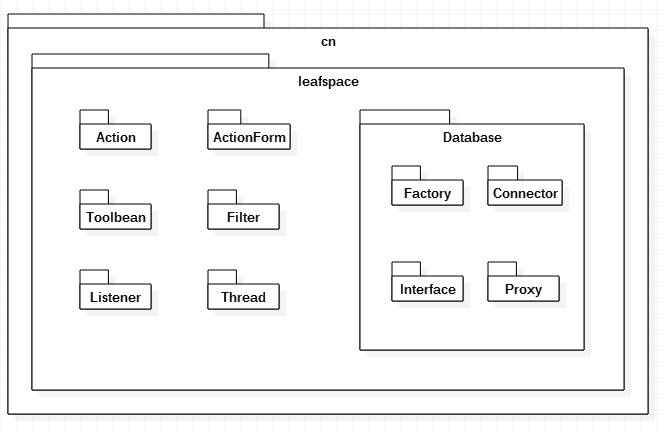 cn
leafspace
Action
ActionForm
Database
Factory
Connector
Toolbean
Filter
Interface
Proxy
Listener
Thread